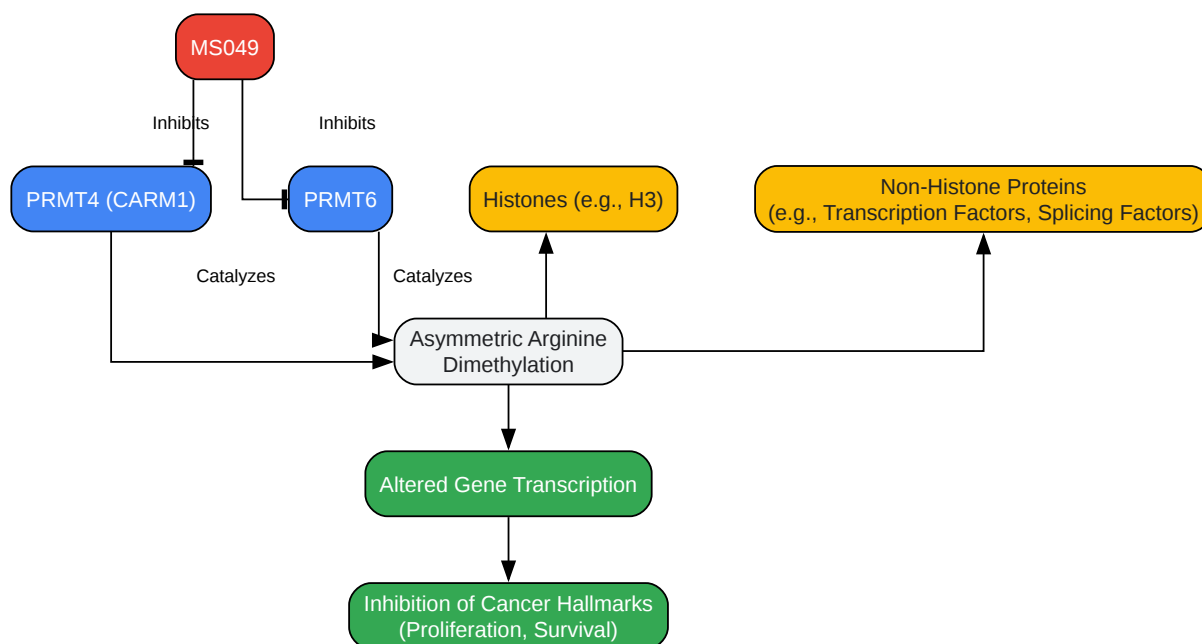 MS049
Inhibits
Inhibits
PRMT4 (CARM1)
PRMT6
Histones (e.g., H3)
Non-Histone Proteins
(e.g., Transcription Factors, Splicing Factors)
Catalyzes
Catalyzes
Asymmetric Arginine
Dimethylation
Altered Gene Transcription
Inhibition of Cancer Hallmarks
(Proliferation, Survival)